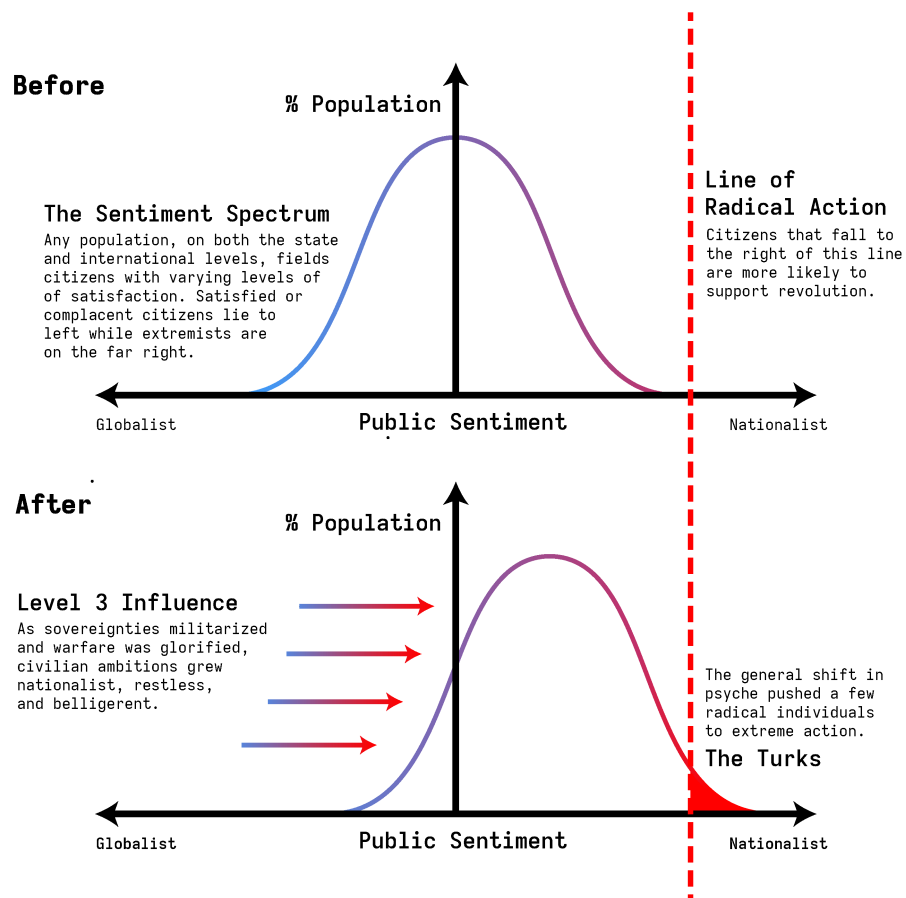 Before
% Population
The Sentiment Spectrum
Any population, on both the state
and international levels, fields
citizens with varying levels of
of satisfaction. Satisfied or
complacent citizens lie to
left while extremists are
on the far right.
Line of
Radical Action
Citizens that fall to
the right of this line
are more likely to
support revolution.
Globalist
Public Sentiment
Nationalist
After
% Population
Level 3 Influence
As sovereignties militarized
and warfare was glorified,
civilian ambitions grew
nationalist, restless,
and belligerent.
The general shift in
psyche pushed a few
radical individuals
to extreme action.
The Turks
Globalist
Public Sentiment
Nationalist